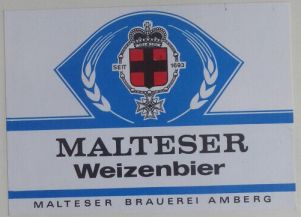 SEIT 1693
MALTESER
Weizenbier
MALTESER BRAUEREI AMBERG